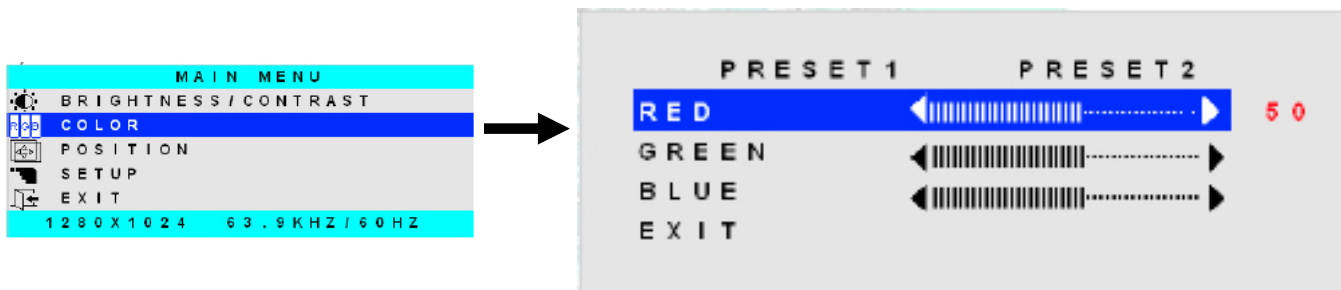 MAIN MENU
BRIGHTNESS/CONTRAST
RGB COLOR
POSITION
SETUP
EXIT
1280X1024 63.9KHZ/60HZ
PRESET1 PRESET2
RED 50
GREEN
BLUE
EXIT